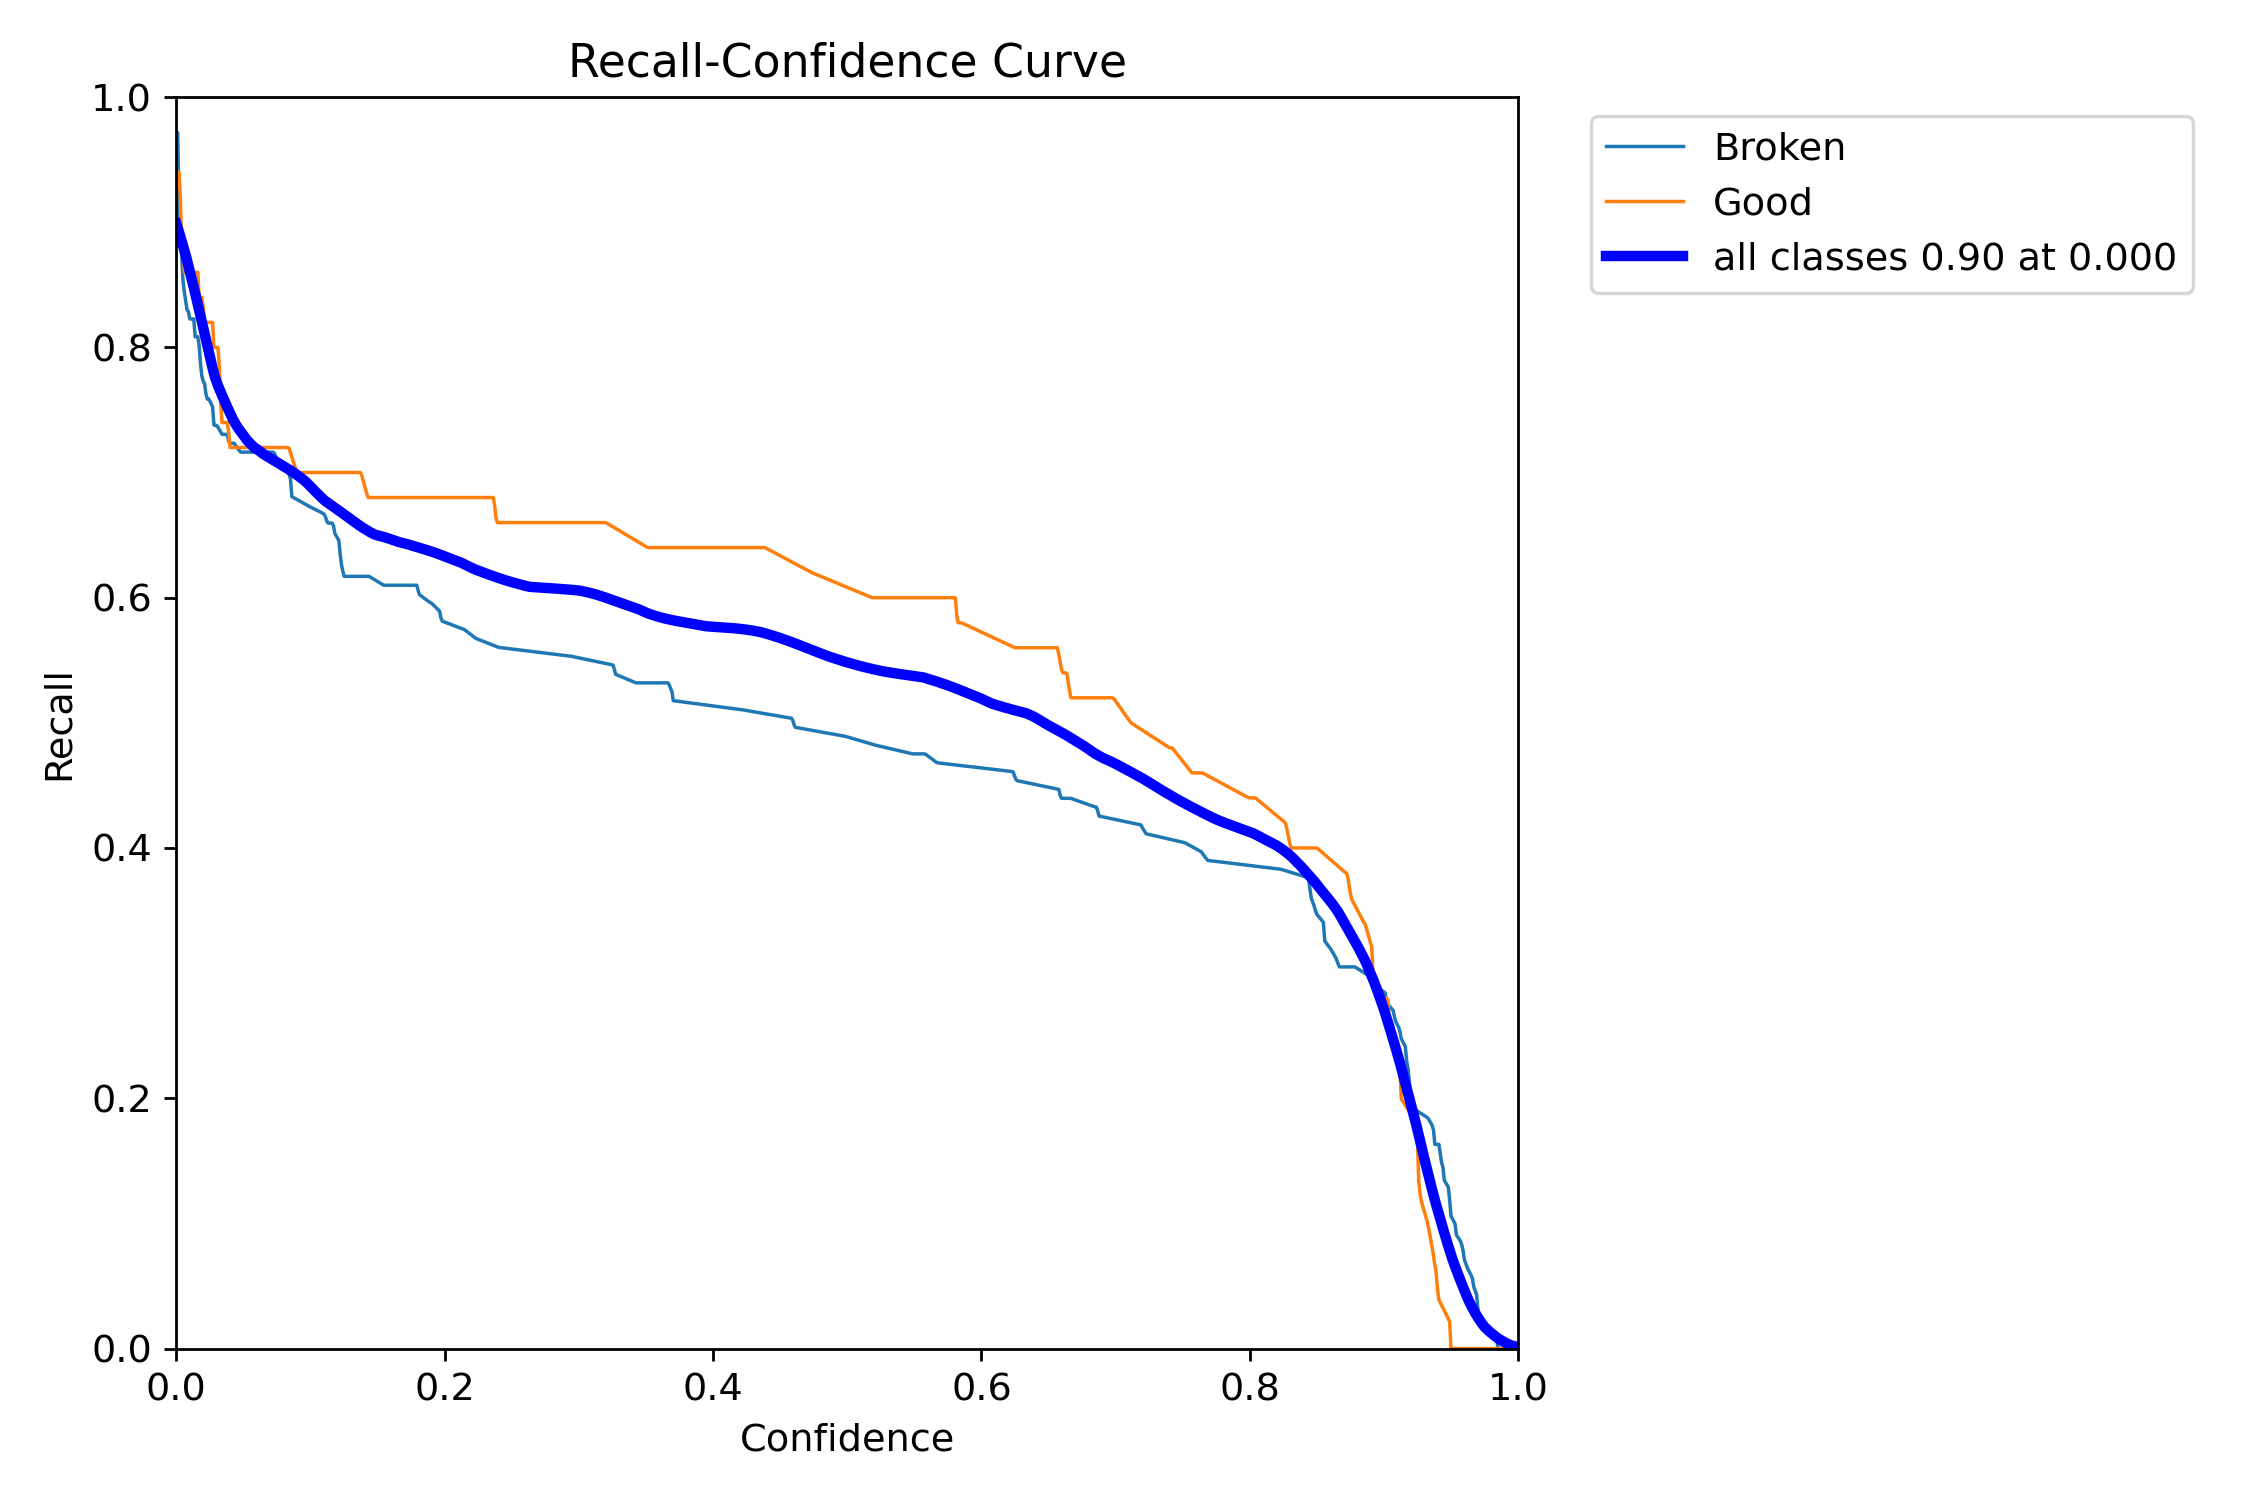 Recall-Confidence Curve
1.0
0.8
0.6
0.4
0.2
0.0
Recall
0.0 0.2 0.4 0.6 0.8 1.0
Confidence
Broken
Good
all classes 0.90 at 0.000